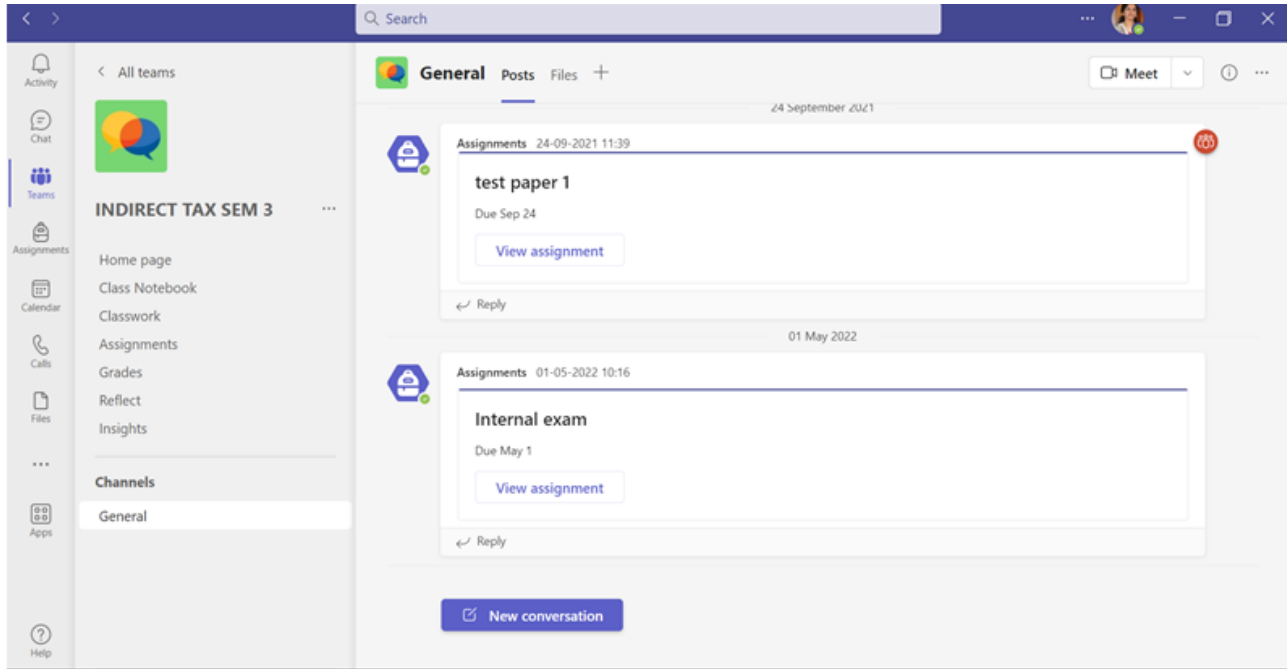 Search
Activity
Chat
Teams
Assignments
Calendar
Calls
Files
Apps
Help
All teams
INDIRECT TAX SEM 3
Home page
Class Notebook
Classwork
Assignments
Grades
Reflect
Insights
Channels
General
General Posts Files
Meet
24 September 2021
Assignments 24-09-2021 11:39
test paper 1
Due Sep 24
View assignment
Reply
01 May 2022
Assignments 01-05-2022 10:16
Internal exam
Due May 1
View assignment
Reply
New conversation